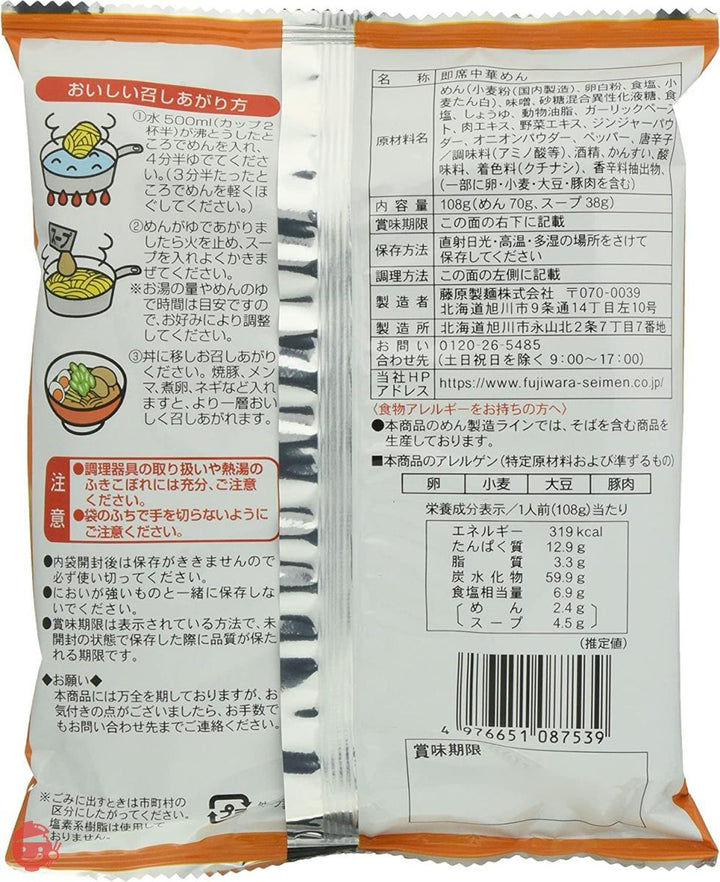 おいしい召しあがり方
①水500ml(カップ2
杯半)が沸とうしたと
ころでめんを入れ、
4分半ゆでてくださ
い。(3分半たったと
ころでめんを軽くほ
ぐしてください。)
スープ
②めんがゆであがりま
したら火を止め、スー
プを入れよくかきま
ぜてください。
※お湯の量やめんのゆ
で時間は目安ですの
で、お好みにより調整
してください。
③丼に移しお召しあがり
ください。焼豚、メン
マ、煮卵、ネギなど入れ
ますと、より一層おい
しく召しあがれます。
注意
●調理器具の取り扱いや熱湯の
ふきこぼれには充分、ご注意
ください。
●袋のふちで手を切らないように
ご注意ください。
●内袋開封後は保存がききませんので
必ず使い切ってください。
●においが強いものと一緒に保存しな
いでください。
●賞味期限は表示されている方法で、未
開封の状態で保存した際に品質が保た
れる期限です。
◆お願い◆
本商品には万全を期しておりますが、お
気付きの点がございましたら、お手数で
もお問い合わせ先までご連絡ください。
※ごみに出すときは市町村の
区分にしたがってください。
塩素系樹脂は使用して
おりません。
プラ
名称 即席中華めん
原材料名 めん(小麦粉(国内製造)、卵白粉、食塩、小
麦たん白)、味噌、砂糖混合異性化液糖、食
塩、しょうゆ、動物油脂、ガーリックペース
ト、肉エキス、野菜エキス、ジンジャーパウ
ダー、オニオンパウダー、ペッパー、唐辛子
/調味料(アミノ酸等)、酒精、かんすい、酸
味料、着色料(クチナシ)、香辛料抽出物、
(一部に卵・小麦・大豆・豚肉を含む)
内容量 108g(めん 70g、スープ 38g)
賞味期限 この面の右下に記載
保存方法 直射日光・高温・多湿の場所をさけて
保存してください
調理方法 この面の左側に記載
製造者 藤原製麺株式会社 〒070-0039
北海道旭川市9条通14丁目左10号
製造所 北海道旭川市永山北2条7丁目7番地
お問い合わせ先 0120-26-5485
(土日祝日を除く 9:00〜17:00)
当社HPアドレス https://www.fujiwara-seimen.co.jp/
〈食物アレルギーをお持ちの方へ〉
●本商品のめん製造ラインでは、そばを含む商品を
生産しております。
■本商品のアレルゲン(特定原材料および準ずるもの)
卵 小麦 大豆 豚肉
栄養成分表示/1人前(108g)当たり
エネルギー 319kcal
たんぱく質 12.9g
脂質 3.3g
炭水化物 59.9g
食塩相当量 6.9g
〔めん 2.4g〕
〔スープ 4.5g〕
(推定値)
4 976651 087539
賞味期限